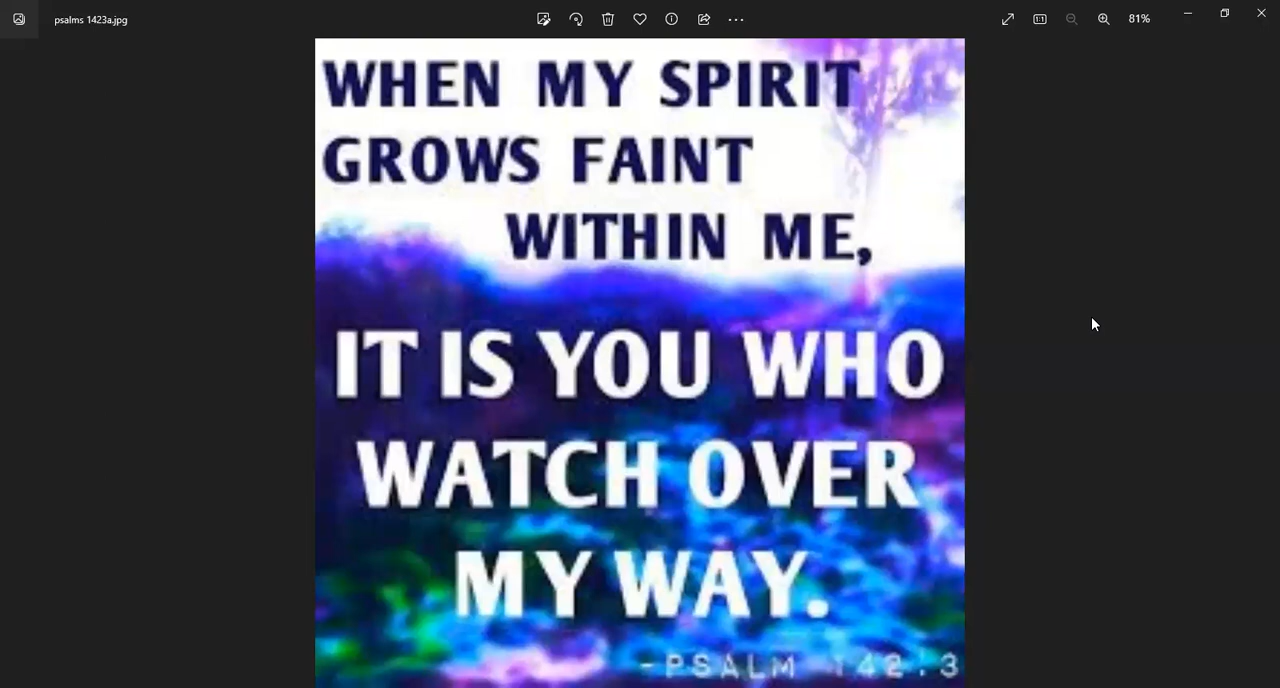 psalms 1423a.jpg
81%
WHEN MY SPIRIT
GROWS FAINT
WITHIN ME,
IT IS YOU WHO
WATCH OVER
MY WAY.
-PSALM 142:3